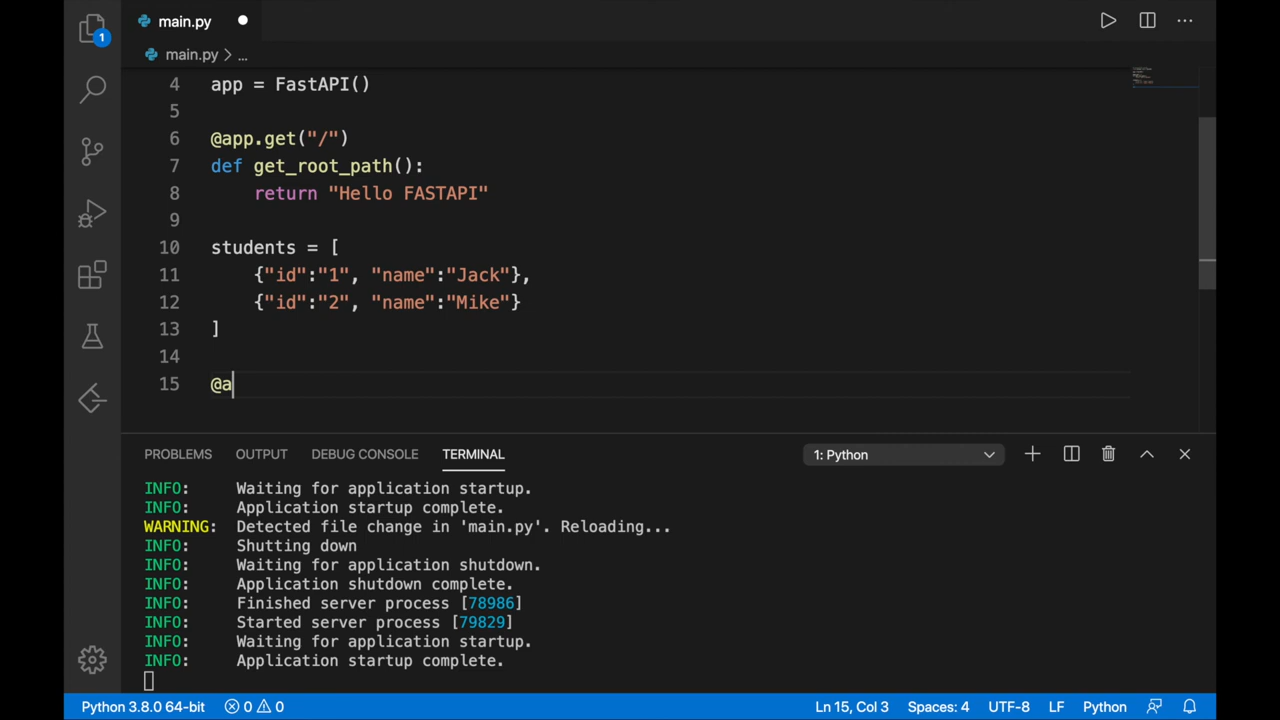 main.py
1
main.py > ...
4 app = FastAPI()
5
6 @app.get("/")
7 def get_root_path():
8 return "Hello FASTAPI"
9
10 students = [
11 {"id":"1", "name":"Jack"},
12 {"id":"2", "name":"Mike"}
13 ]
14
15 @a
PROBLEMS OUTPUT DEBUG CONSOLE TERMINAL 1: Python
INFO: Waiting for application startup.
INFO: Application startup complete.
WARNING: Detected file change in 'main.py'. Reloading...
INFO: Shutting down
INFO: Waiting for application shutdown.
INFO: Application shutdown complete.
INFO: Finished server process [78986]
INFO: Started server process [79829]
INFO: Waiting for application startup.
INFO: Application startup complete.
Python 3.8.0 64-bit 0 0 Ln 15, Col 3 Spaces: 4 UTF-8 LF Python